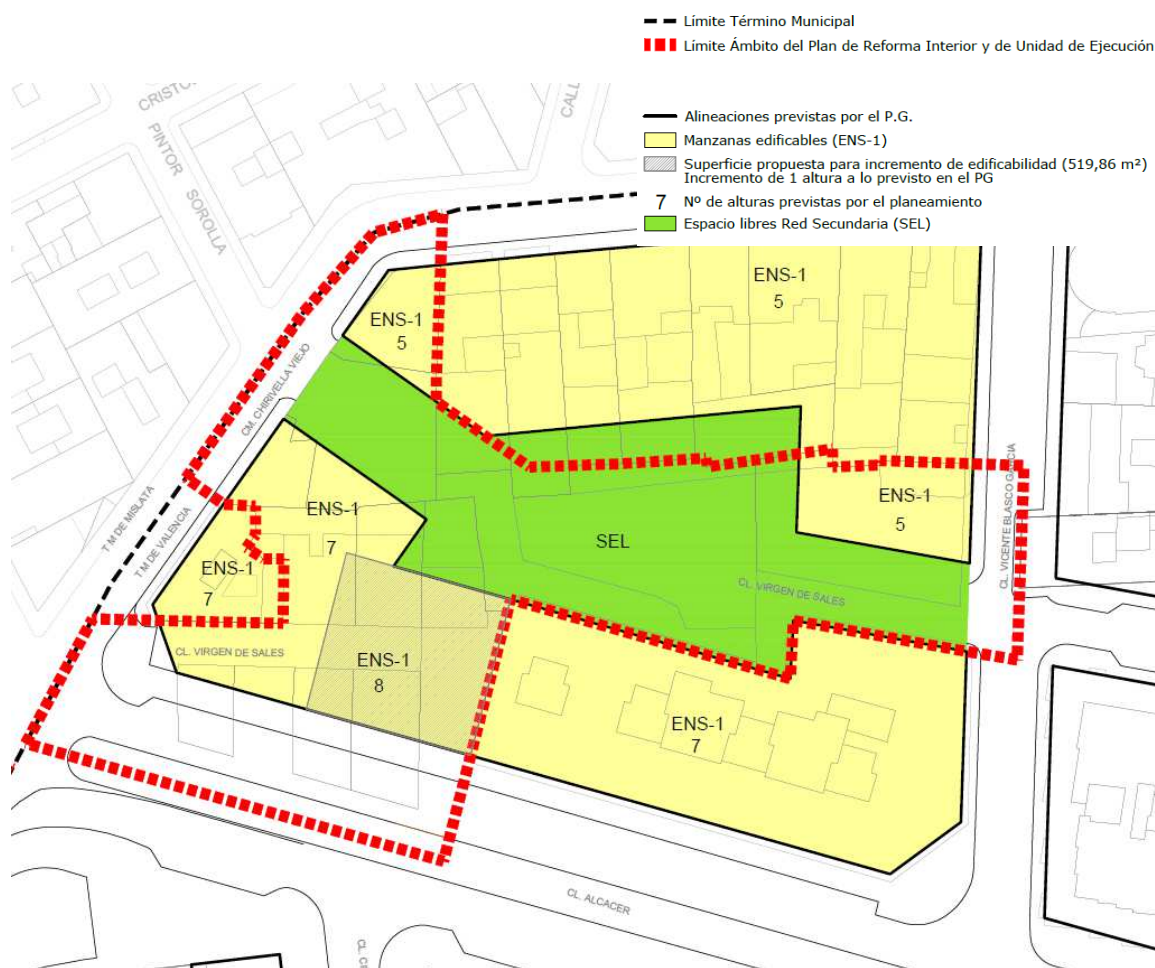 Límite Término Municipal
Límite Ámbito del Plan de Reforma Interior y de Unidad de Ejecución
Alineaciones previstas por el P.G.
Manzanas edificables (ENS-1)
Superficie propuesta para incremento de edificabilidad (519,86 m²)
Incremento de 1 altura a lo previsto en el PG
7 Nº de alturas previstas por el planeamiento
Espacio libres Red Secundaria (SEL)
PINTOR SOROLLA
ENS-1
5
ENS-1
5
CM. CHIRIVELLA VIEJO
T M DE MISLATA
T M DE VALENCIA
ENS-1
7
ENS-1
7
ENS-1
5
SEL
CL. VIRGEN DE SALES
CL. VICENTE BLASCO GARCIA
CL. VIRGEN DE SALES
ENS-1
8
ENS-1
7
CL. ALCACER